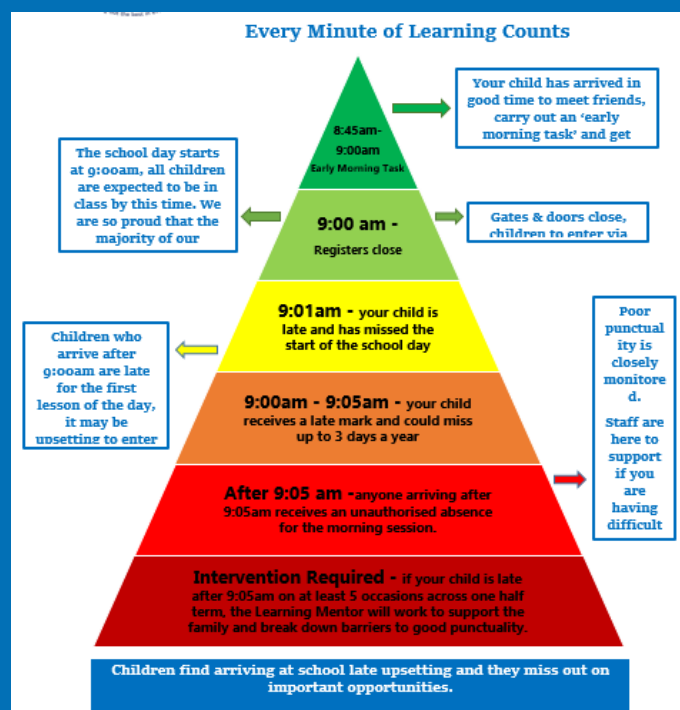 Every Minute of Learning Counts
8:45am-
9:00am
Early Morning Task
Your child has arrived in
good time to meet friends,
carry out an ‘early
morning task’ and get
The school day starts
at 9:00am, all children
are expected to be in
class by this time. We
are so proud that the
majority of our
9:00 am -
Registers close
Gates & doors close,
children to enter via
9:01am - your child is
late and has missed the
start of the school day
Children who
arrive after
9:00am are late
for the first
lesson of the day,
it may be
upsetting to enter
Poor
punctual
ity is
closely
monitore
d.
Staff are
here to
support
if you
are
having
difficult
9:00am - 9:05am - your child
receives a late mark and could miss
up to 3 days a year
After 9:05 am -anyone arriving after
9:05am receives an unauthorised absence
for the morning session.
Intervention Required - if your child is late
after 9:05am on at least 5 occasions across one half
term, the Learning Mentor will work to support the
family and break down barriers to good punctuality.
Children find arriving at school late upsetting and they miss out on
important opportunities.